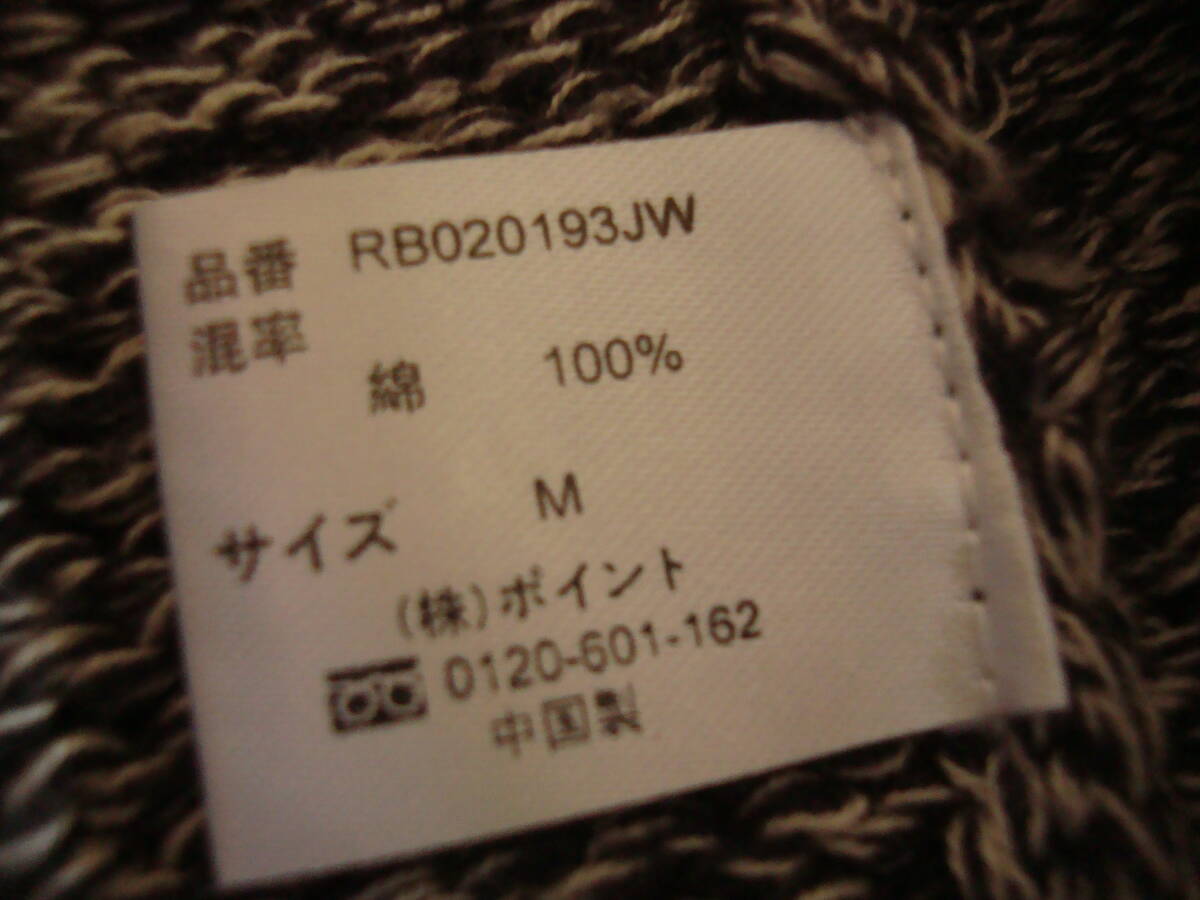 品番 RB020193JW
混率
綿 100%
サイズ M
(株)ポイント
0120-601-162
中国製